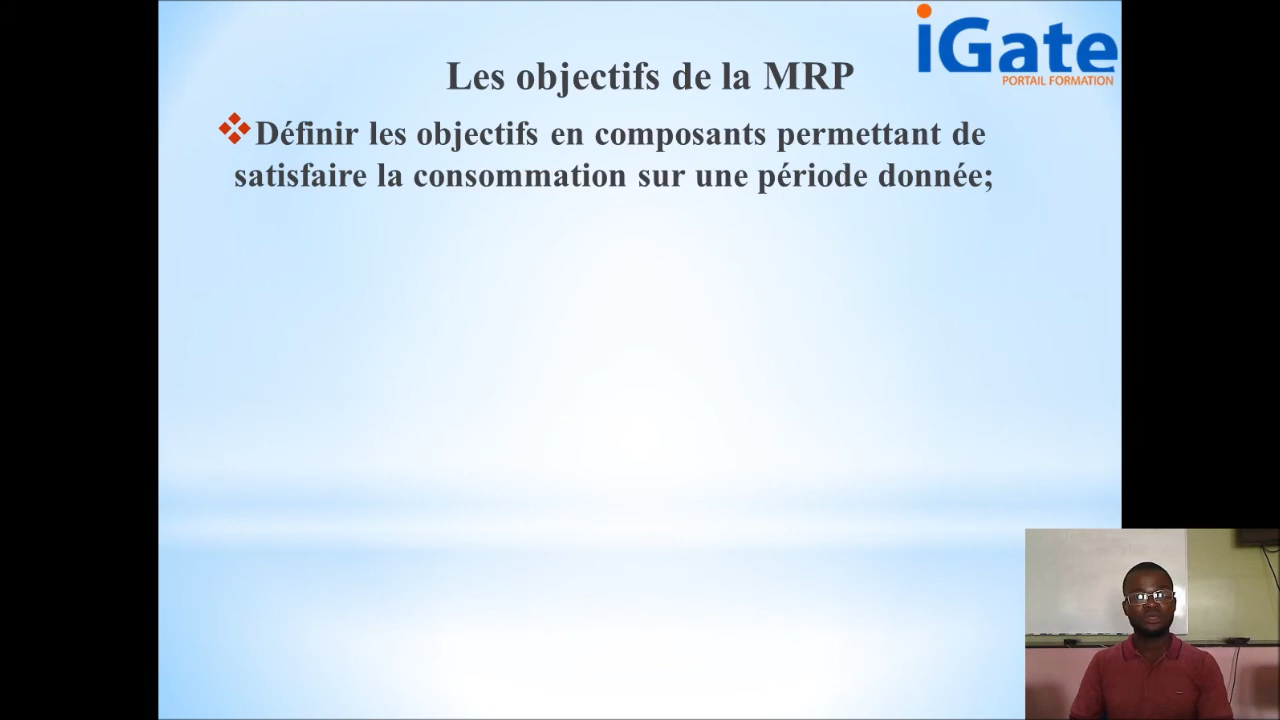 iGate
PORTAIL FORMATION
Les objectifs de la MRP
Définir les objectifs en composants permettant de
satisfaire la consommation sur une période donnée;